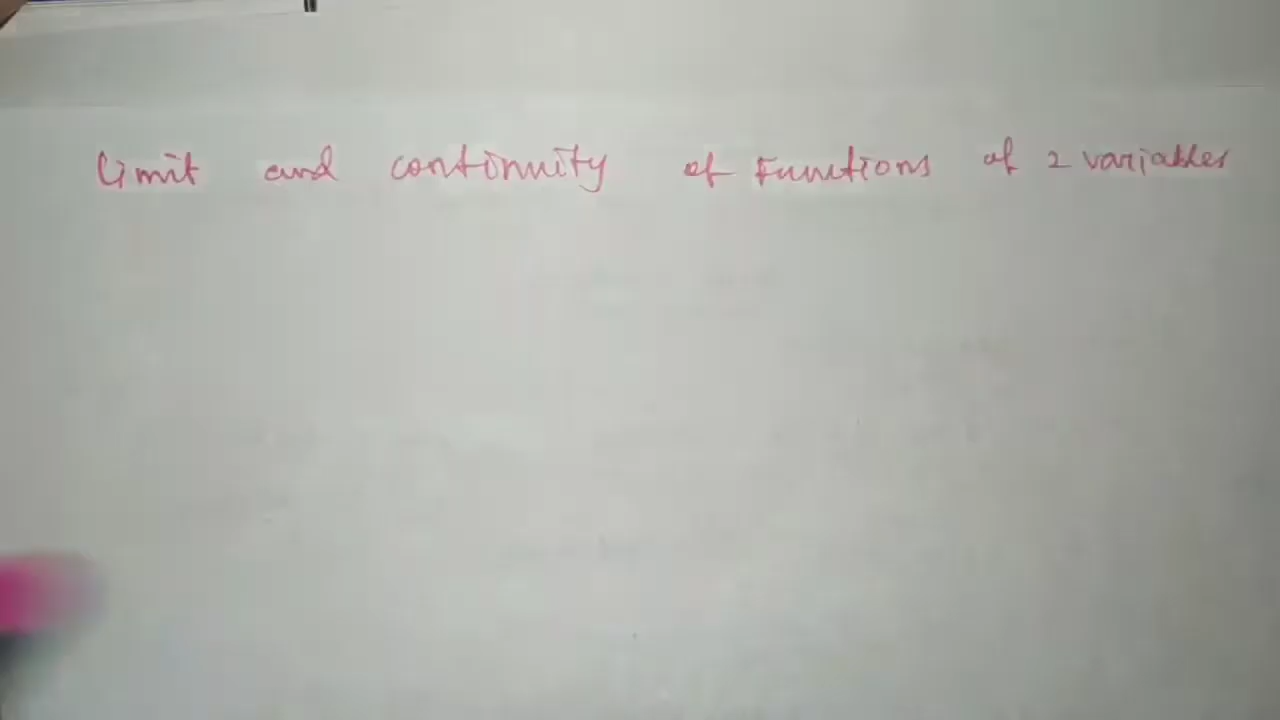 Limit and continuity of Functions of 2 variables